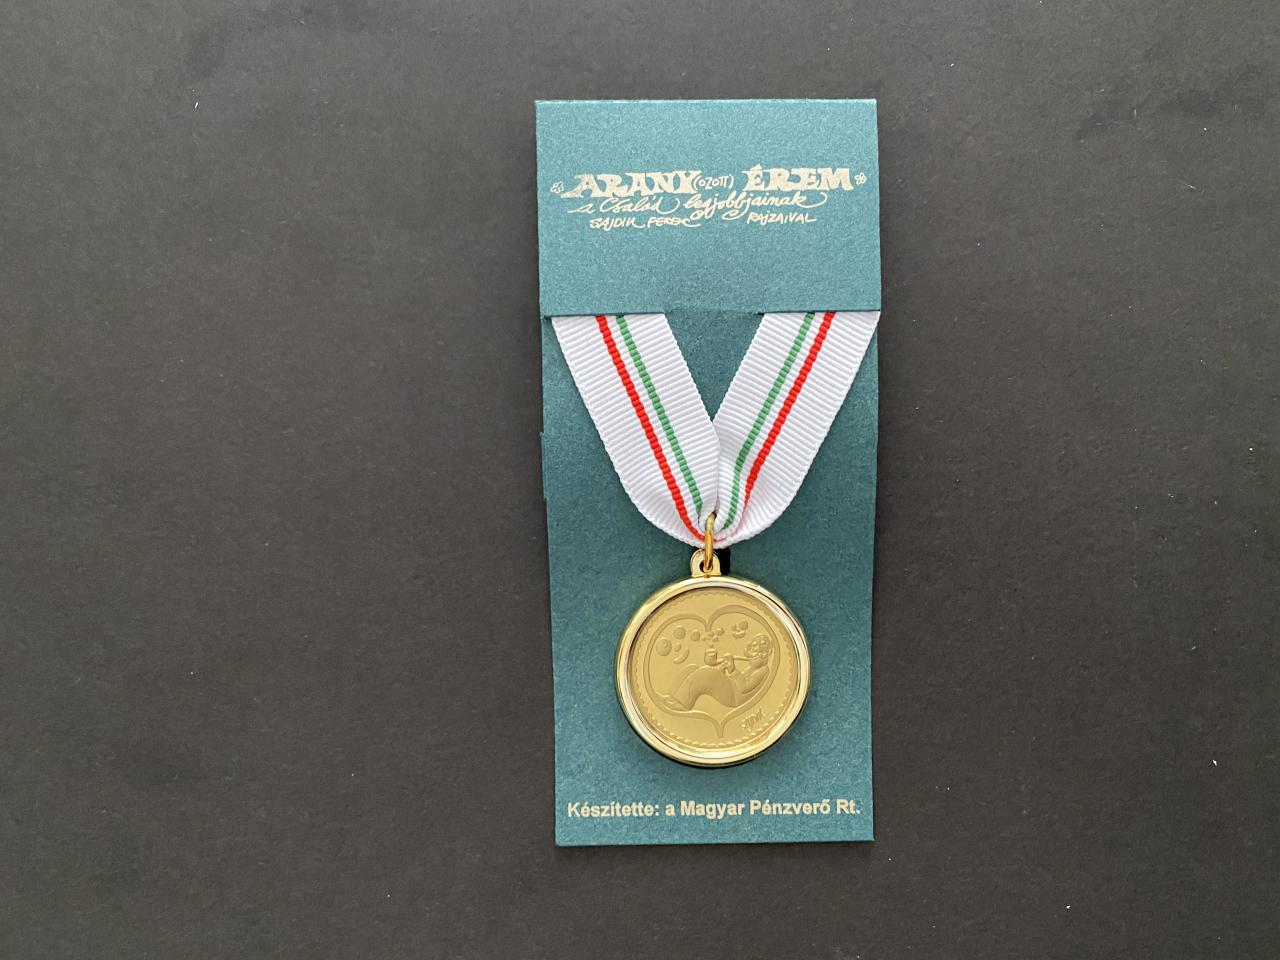 ARANY(OZOTT) ÉREM
a Család legjobbjainak
SAJDIK FERENC RAJZAIVAL
Készítette: a Magyar Pénzverő Rt.